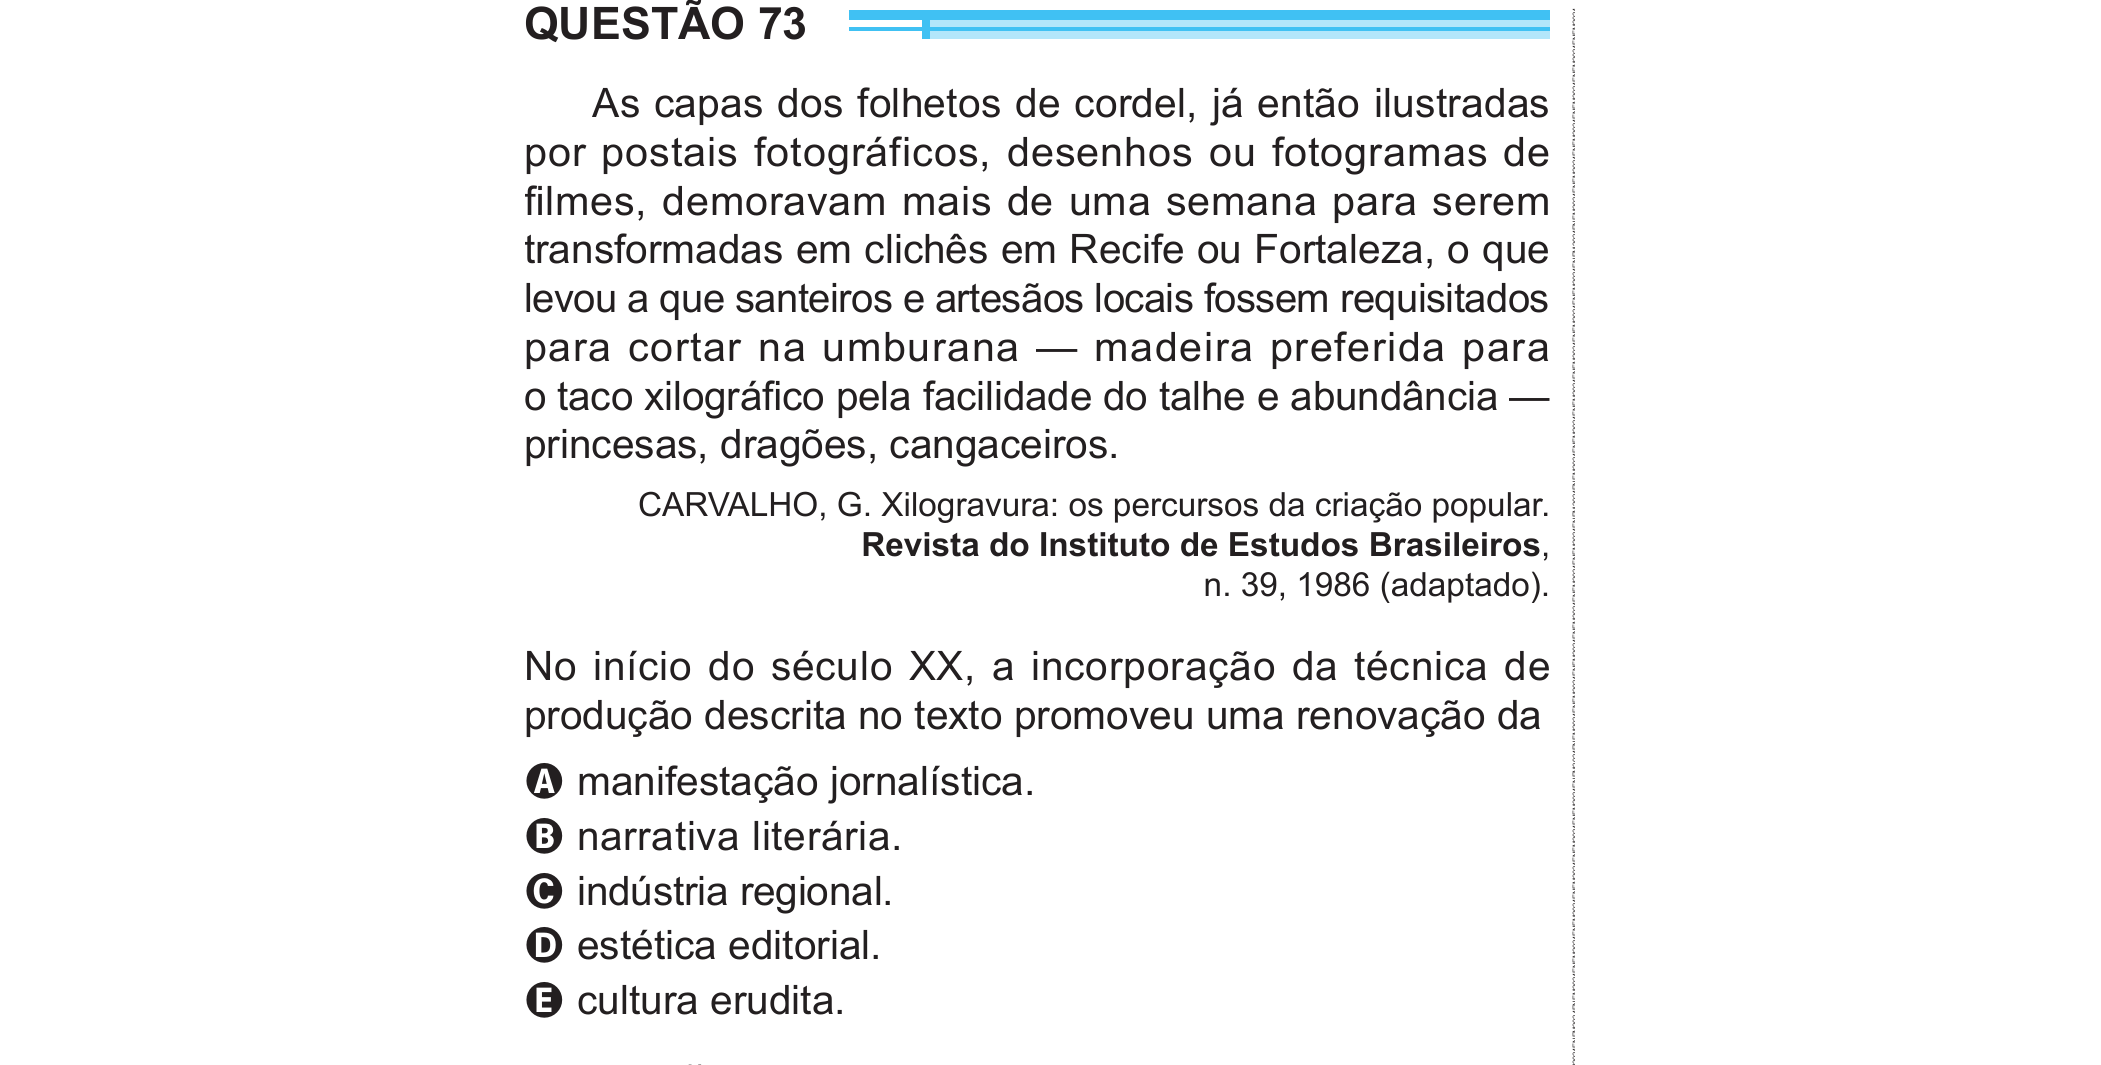 QUESTÃO 73
As capas dos folhetos de cordel, já então ilustradas
por postais fotográficos, desenhos ou fotogramas de
filmes, demoravam mais de uma semana para serem
transformadas em clichês em Recife ou Fortaleza, o que
levou a que santeiros e artesãos locais fossem requisitados
para cortar na umburana — madeira preferida para
o taco xilográfico pela facilidade do talhe e abundância —
princesas, dragões, cangaceiros.
CARVALHO, G. Xilogravura: os percursos da criação popular.
Revista do Instituto de Estudos Brasileiros,
n. 39, 1986 (adaptado).
No início do século XX, a incorporação da técnica de
produção descrita no texto promoveu uma renovação da
A manifestação jornalística.
B narrativa literária.
C indústria regional.
D estética editorial.
E cultura erudita.